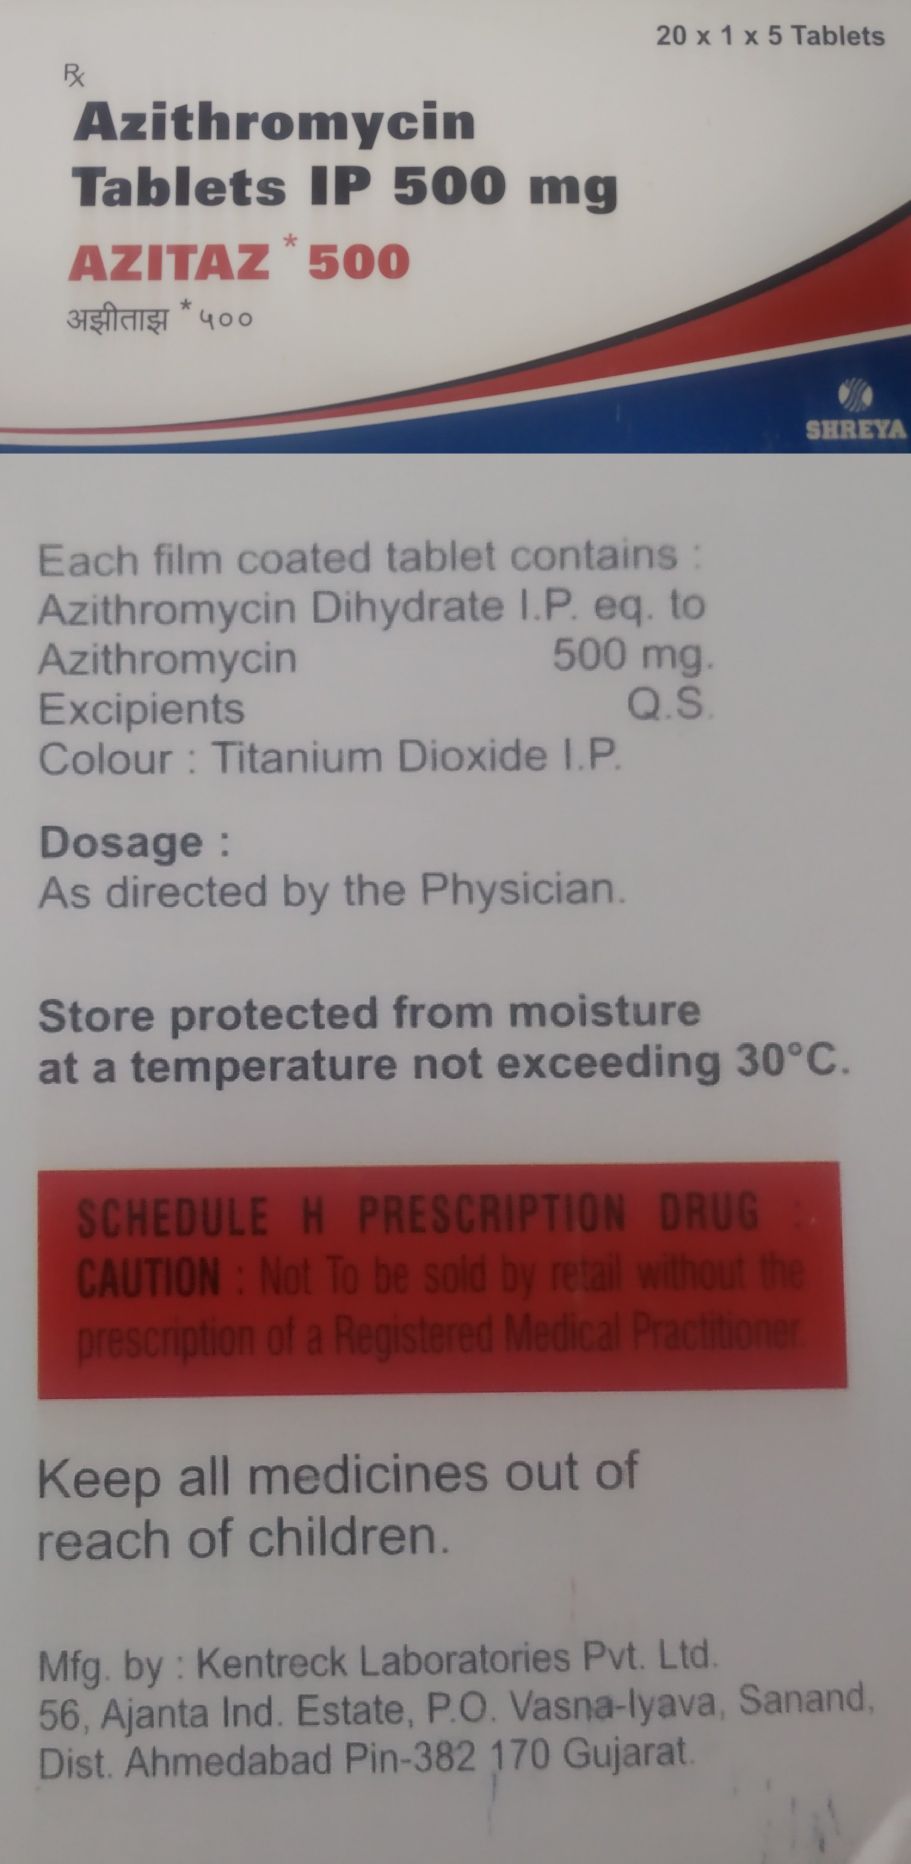 20 x 1 x 5 Tablets
℞
Azithromycin
Tablets IP 500 mg
AZITAZ * 500
अझीताझ * ५००
SHREYA
Each film coated tablet contains :
Azithromycin Dihydrate I.P. eq. to
Azithromycin 500 mg.
Excipients Q.S.
Colour : Titanium Dioxide I.P.
Dosage :
As directed by the Physician.
Store protected from moisture
at a temperature not exceeding 30°C.
SCHEDULE H PRESCRIPTION DRUG :
CAUTION : Not To be sold by retail without the
prescription of a Registered Medical Practitioner.
Keep all medicines out of
reach of children.
Mfg. by : Kentreck Laboratories Pvt. Ltd.
56, Ajanta Ind. Estate, P.O. Vasna-Iyava, Sanand,
Dist. Ahmedabad Pin-382 170 Gujarat.